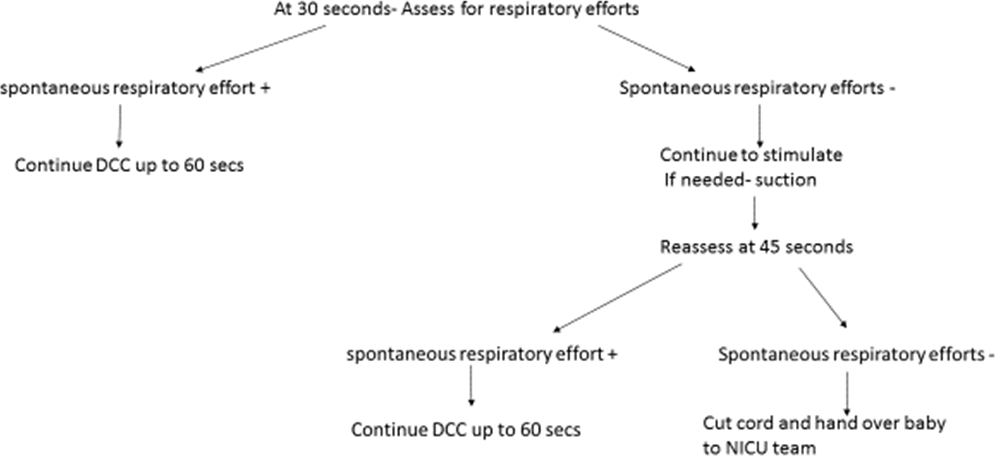 At 30 seconds- Assess for respiratory efforts
spontaneous respiratory effort +
Spontaneous respiratory efforts -
Continue DCC up to 60 secs
Continue to stimulate
If needed- suction
Reassess at 45 seconds
spontaneous respiratory effort +
Spontaneous respiratory efforts -
Continue DCC up to 60 secs
Cut cord and hand over baby
to NICU team